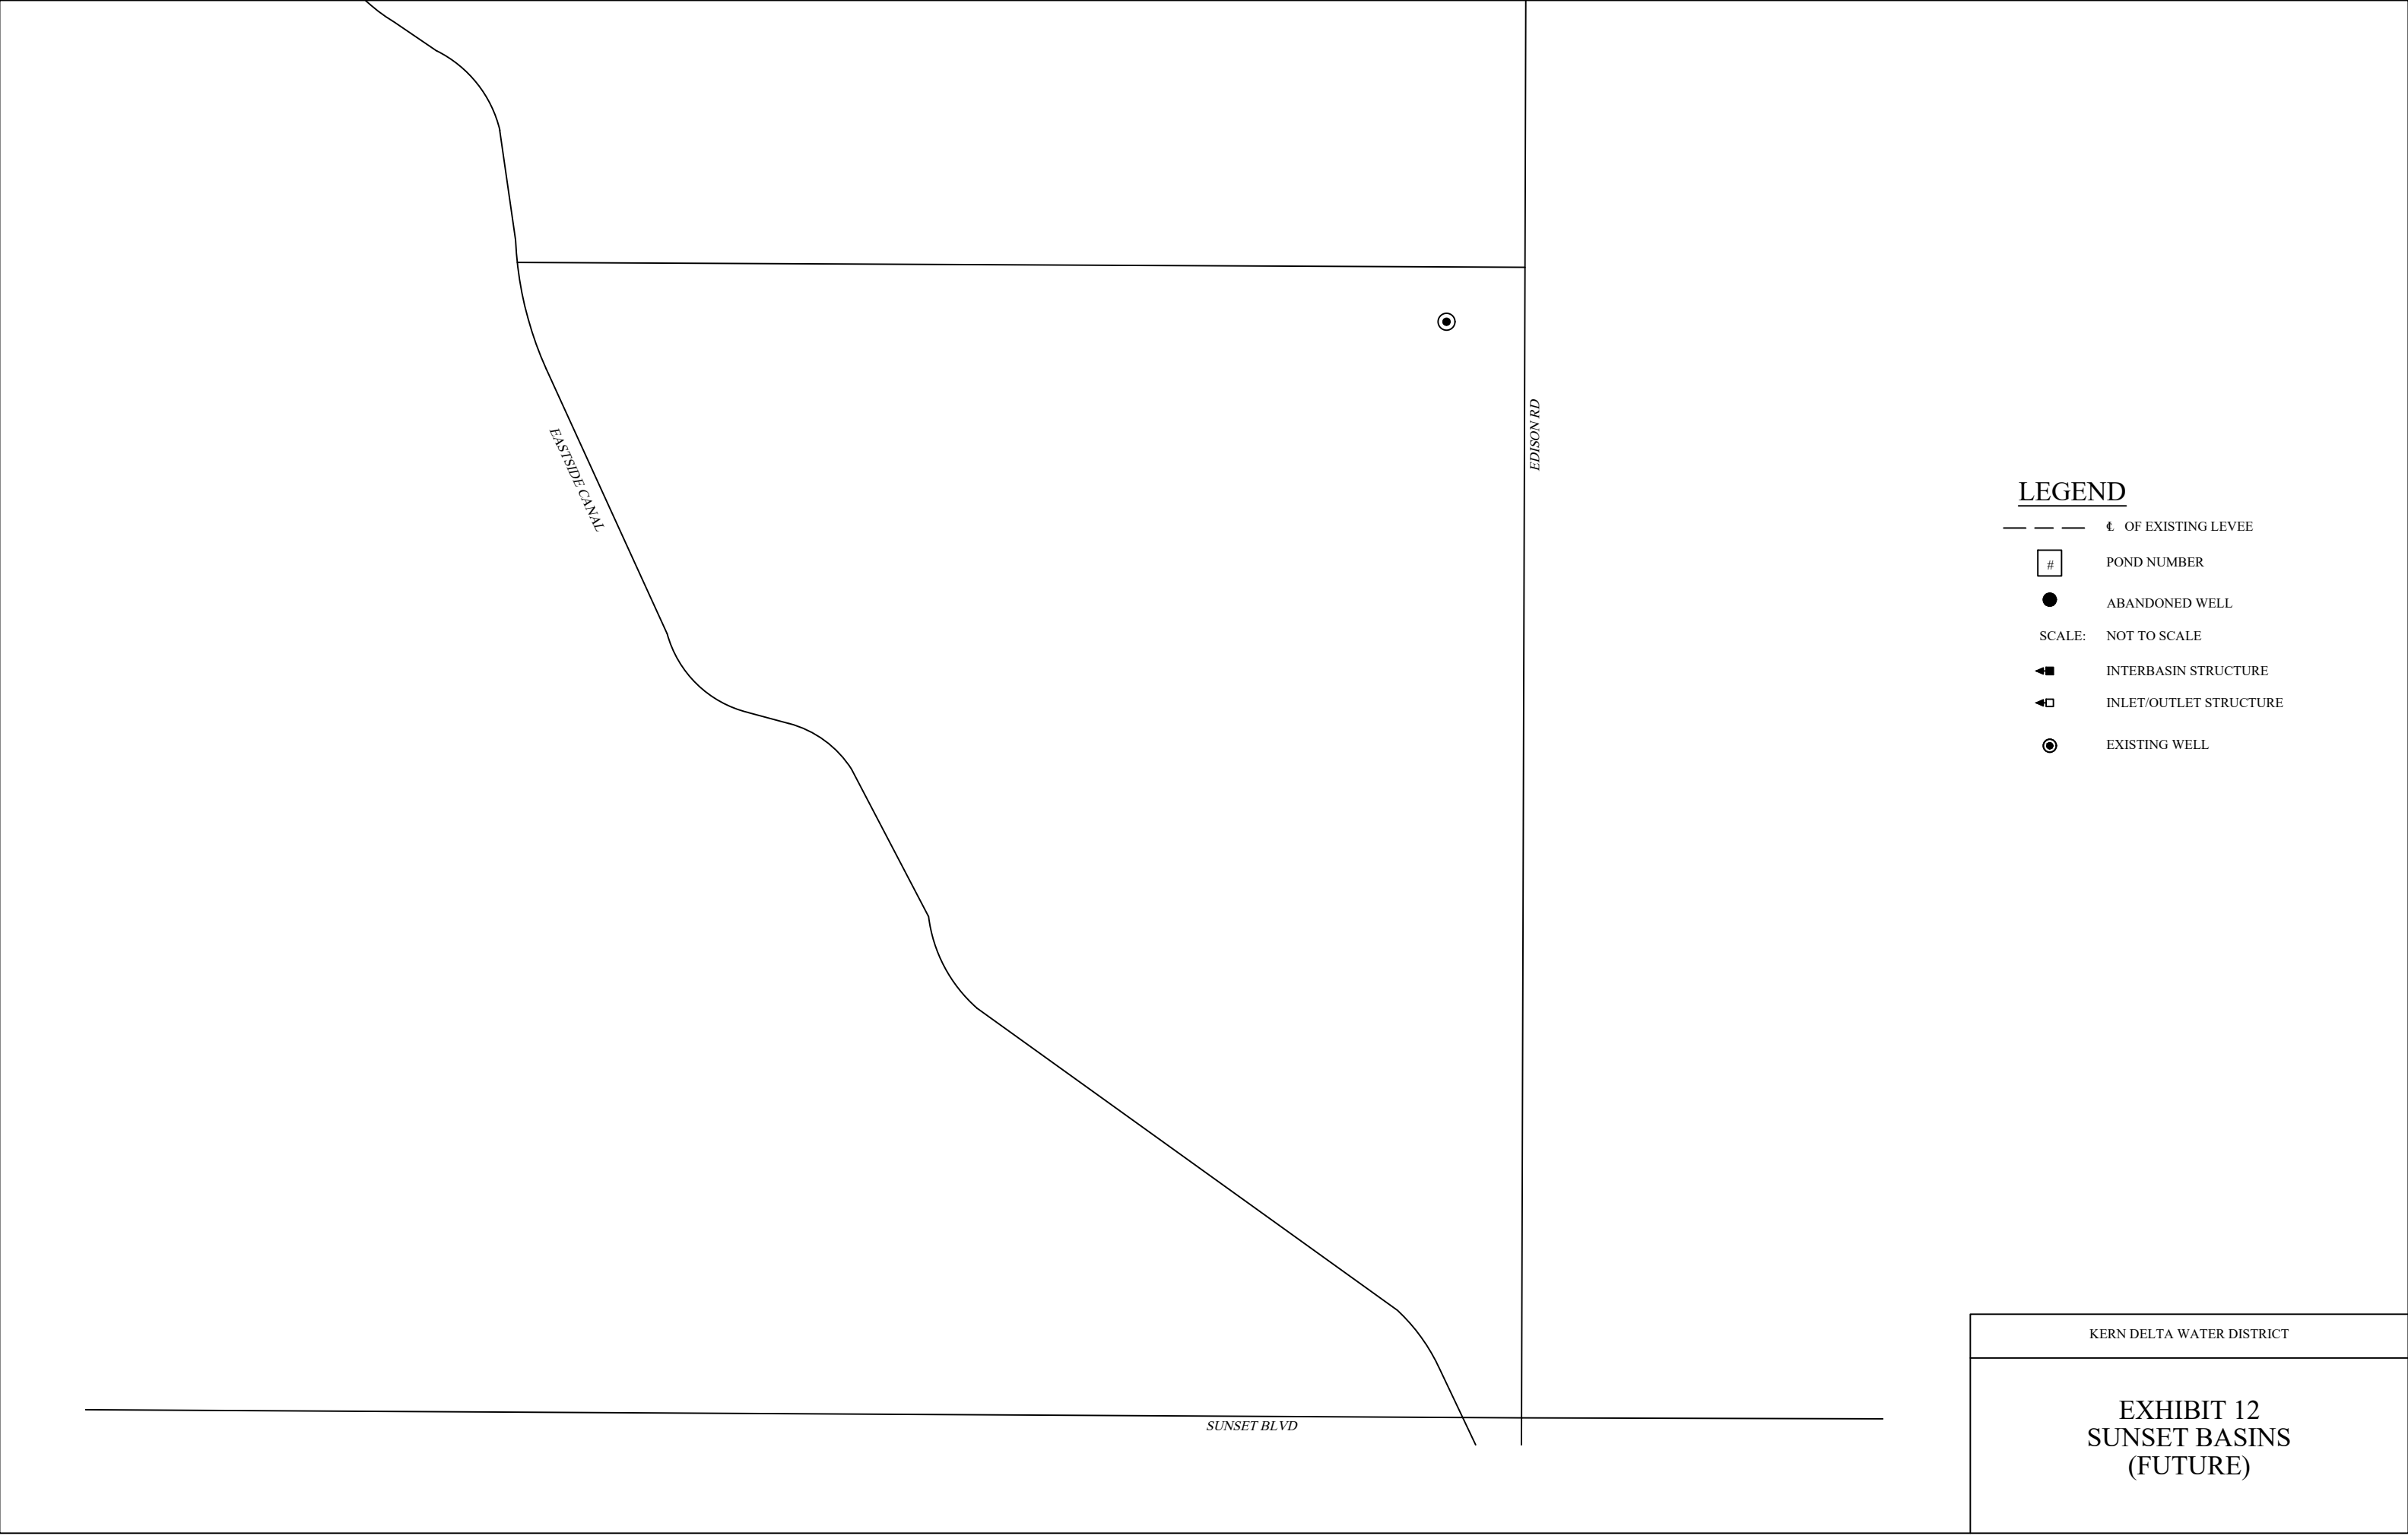 EASTSIDE CANAL
EDISON RD
LEGEND
℄ OF EXISTING LEVEE
# POND NUMBER
ABANDONED WELL
SCALE: NOT TO SCALE
INTERBASIN STRUCTURE
INLET/OUTLET STRUCTURE
EXISTING WELL
SUNSET BLVD
KERN DELTA WATER DISTRICT
EXHIBIT 12
SUNSET BASINS
(FUTURE)